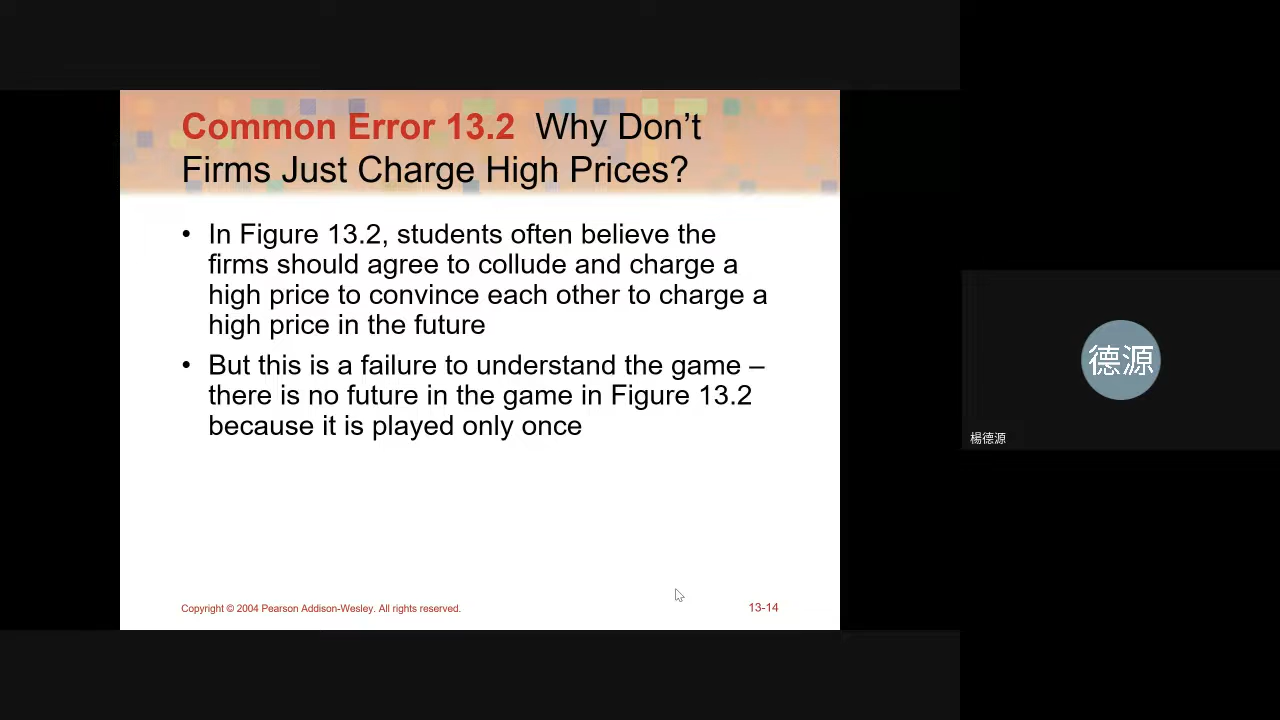 Common Error 13.2 Why Don’t
Firms Just Charge High Prices?
• In Figure 13.2, students often believe the
firms should agree to collude and charge a
high price to convince each other to charge a
high price in the future
• But this is a failure to understand the game –
there is no future in the game in Figure 13.2
because it is played only once
Copyright © 2004 Pearson Addison-Wesley. All rights reserved.
13-14
德源
楊德源